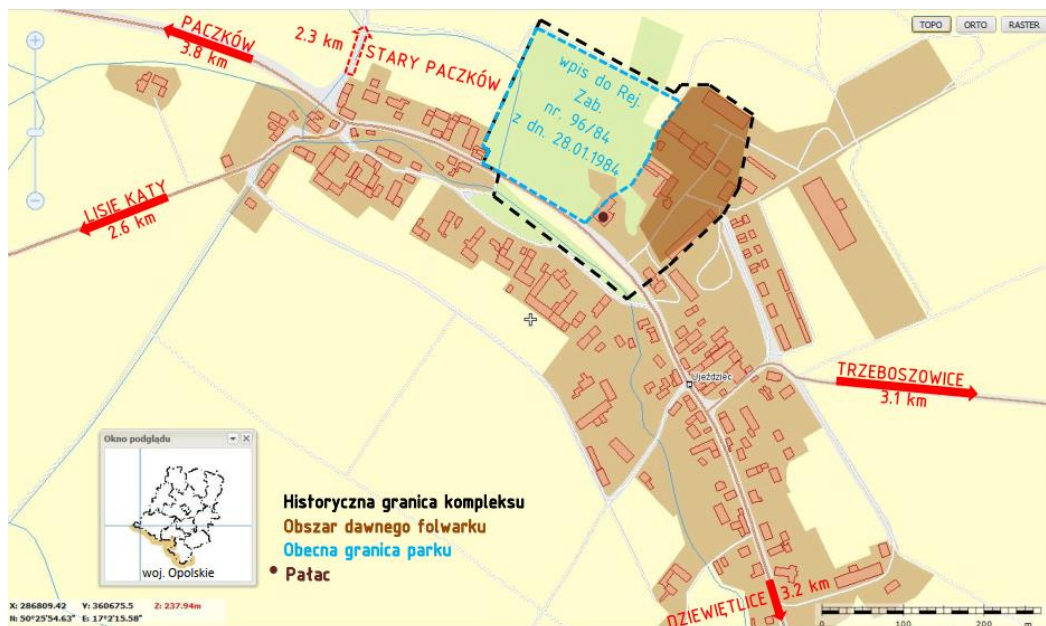 TOPO ORTO RASTER
PACZKÓW
3.8 km
2.3 km
STARY PACZKÓW
wpis do Rej.
Zab.
nr. 96/84
z dn. 28.01.1984
LISIE KATY
2.6 km
Ujeździec
TRZEBOSZOWICE
3.1 km
Okno podglądu
woj. Opolskie
Historyczna granica kompleksu
Obszar dawnego folwarku
Obecna granica parku
Pałac
DZIEWIĘTLICE
3.2 km
X: 286809.42 Y: 360675.5 Z: 237.94m
N: 50°25'54.63" E: 17°2'15.58"
0 100 200 m